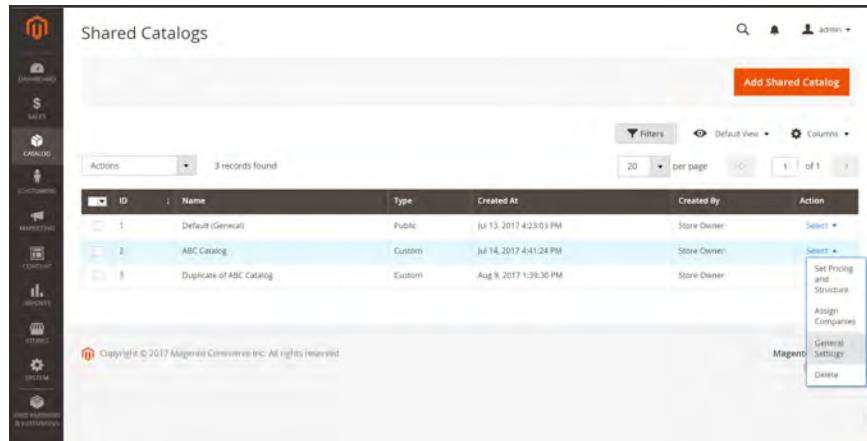 Shared Catalogs
admin
Add Shared Catalog
DASHBOARD
SALES
CATALOG
CUSTOMERS
MARKETING
CONTENT
REPORTS
STORES
SYSTEM
FIND PARTNERS
& EXTENSIONS
Filters
Default View
Columns
Actions
3 records found
20
per page
1
of 1
ID
Name
Type
Created At
Created By
Action
1
Default (General)
Public
Jul 13, 2017 4:23:03 PM
Store Owner
Select
2
ABC Catalog
Custom
Jul 14, 2017 4:41:24 PM
Store Owner
Select
3
Duplicate of ABC Catalog
Custom
Aug 9, 2017 1:39:30 PM
Store Owner
Set Pricing
and
Structure
Assign
Companies
General
Settings
Delete
Copyright © 2017 Magento Commerce Inc. All rights reserved